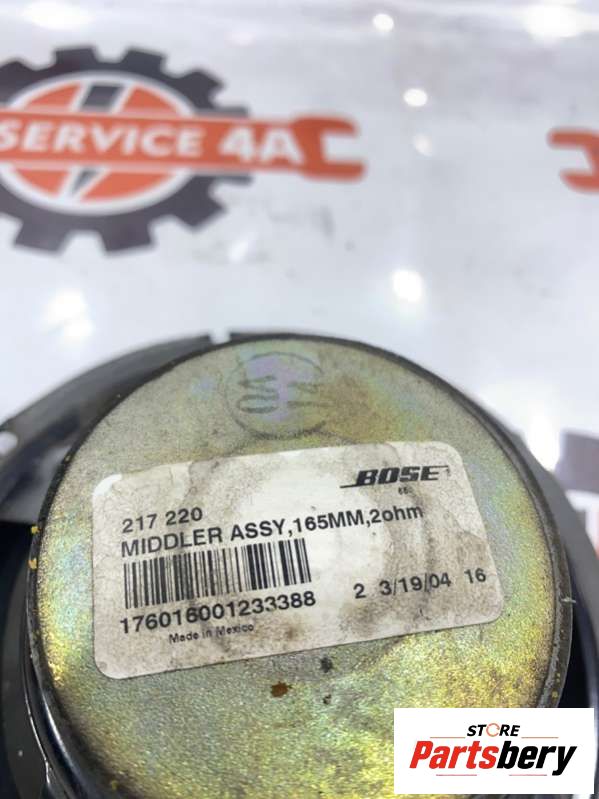 SERVICE 4A
BOSE
217 220
MIDDLER ASSY,165MM,2ohm
176016001233388
2 3/19/04 16
Made in Mexico
STORE
Partsbery